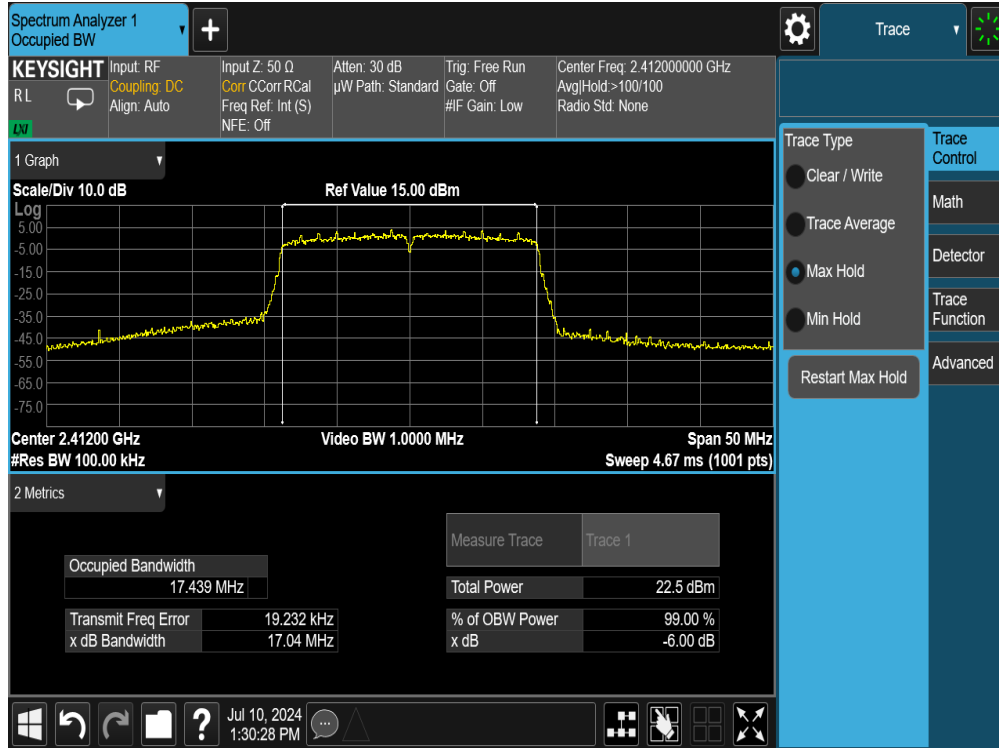 Spectrum Analyzer 1
Occupied BW
+
Trace
KEYSIGHT
R L
LXI
Input: RF
Coupling: DC
Align: Auto
Input Z: 50 Ω
Corr CCorr RCal
Freq Ref: Int (S)
NFE: Off
Atten: 30 dB
µW Path: Standard
Trig: Free Run
Gate: Off
#IF Gain: Low
Center Freq: 2.412000000 GHz
Avg|Hold:>100/100
Radio Std: None
1 Graph
Scale/Div 10.0 dB
Ref Value 15.00 dBm
Log
5.00
-5.00
-15.0
-25.0
-35.0
-45.0
-55.0
-65.0
-75.0
Center 2.41200 GHz
Video BW 1.0000 MHz
Span 50 MHz
#Res BW 100.00 kHz
Sweep 4.67 ms (1001 pts)
2 Metrics
Measure Trace
Trace 1
Occupied Bandwidth
17.439 MHz
Total Power
22.5 dBm
Transmit Freq Error
19.232 kHz
% of OBW Power
99.00 %
x dB Bandwidth
17.04 MHz
x dB
-6.00 dB
Trace Type
Clear / Write
Trace Average
Max Hold
Min Hold
Restart Max Hold
Trace
Control
Math
Detector
Trace
Function
Advanced
?
Jul 10, 2024
1:30:28 PM